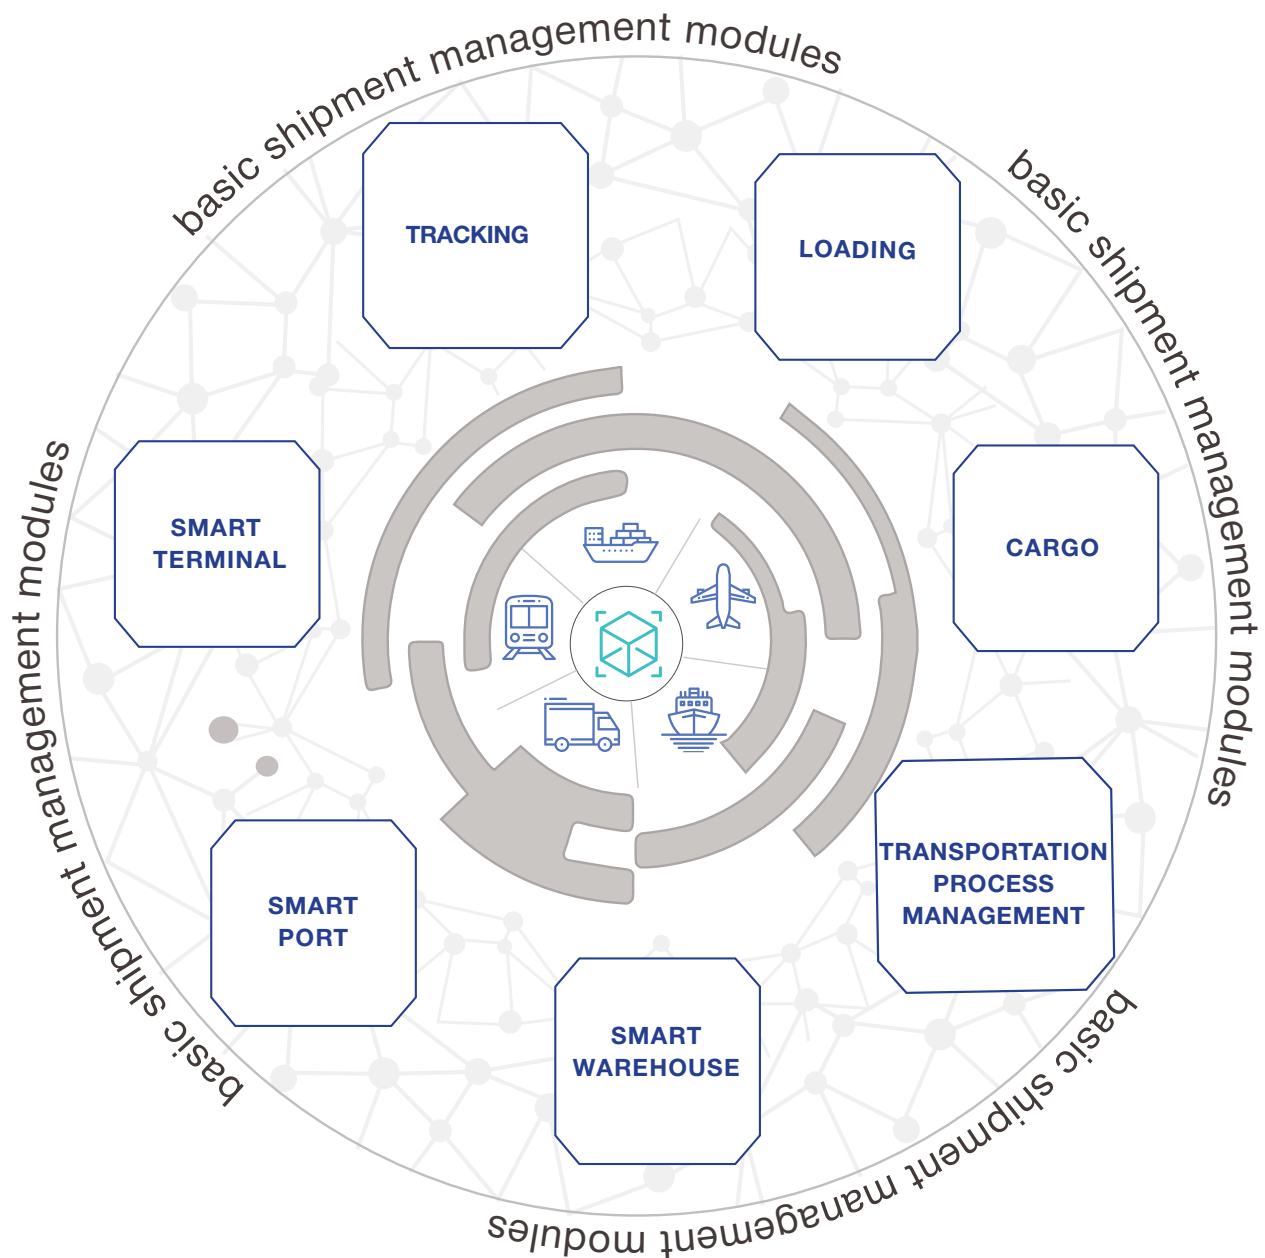 basic shipment management modules
basic shipment management modules
TRACKING
LOADING
SMART
TERMINAL
CARGO
TRANSPORTATION
PROCESS
MANAGEMENT
SMART
PORT
SMART
WAREHOUSE
basic shipment management modules
basic shipment management modules